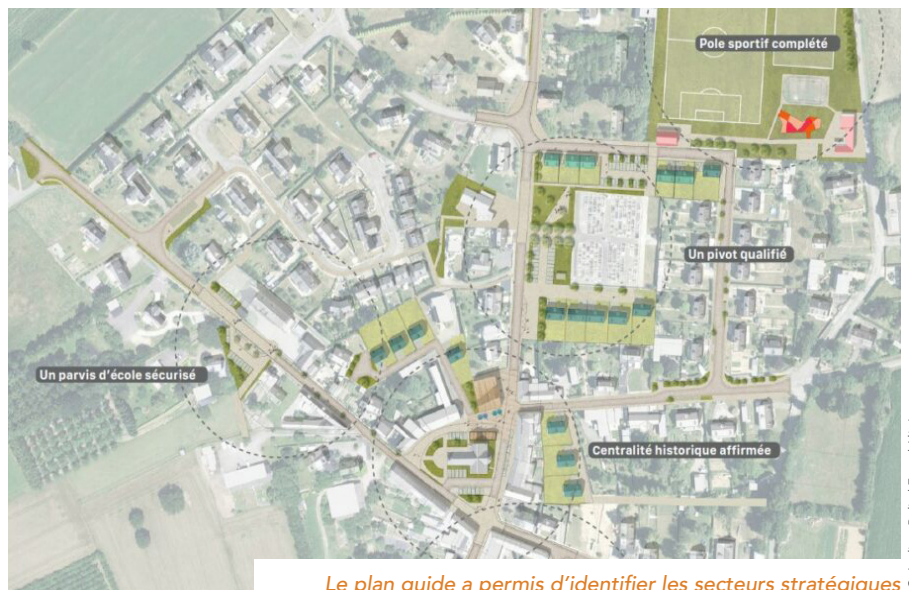 Pole sportif complété
Un pivot qualifié
Un parvis d'école sécurisé
Centralité historique affirmée
Le plan guide a permis d'identifier les secteurs stratégiques